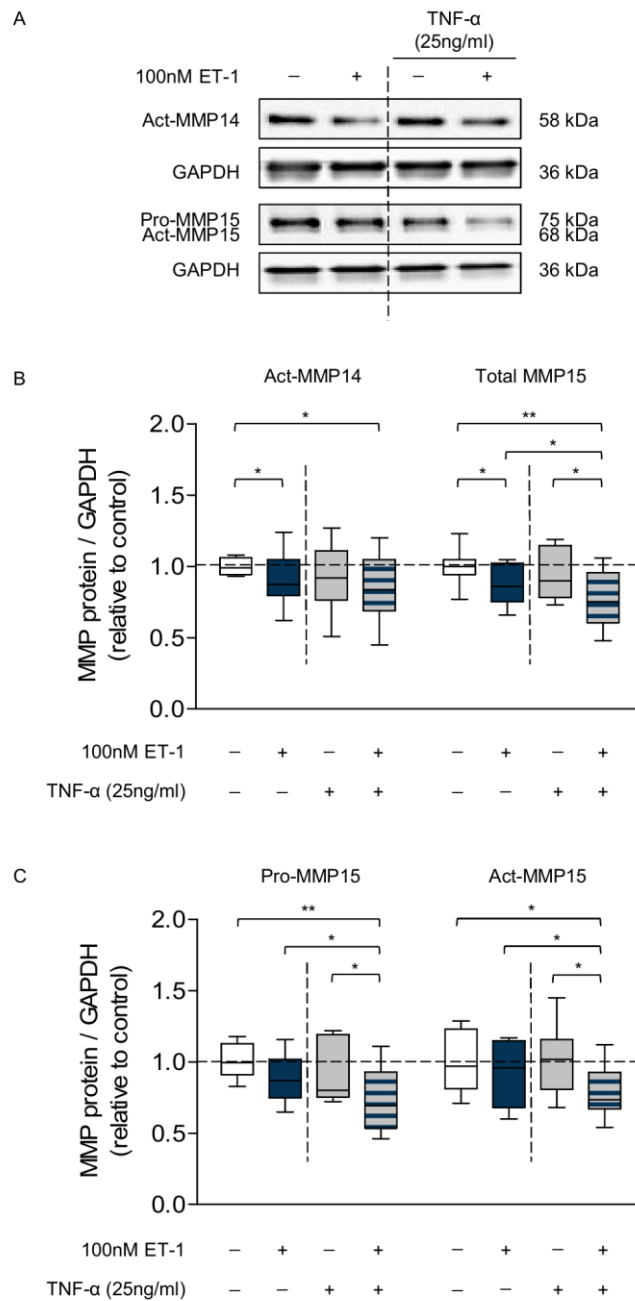 A
TNF-α
(25ng/ml)
100nM ET-1 – + – +
Act-MMP14 58 kDa
GAPDH 36 kDa
Pro-MMP15 75 kDa
Act-MMP15 68 kDa
GAPDH 36 kDa
B
Act-MMP14 Total MMP15
* **
* * * *
2.0
1.5
1.0
0.5
0.0
MMP protein / GAPDH
(relative to control)
100nM ET-1 – + – + – + – +
TNF-α (25ng/ml) – – + + – – + +
C
Pro-MMP15 Act-MMP15
** *
* *
* *
2.0
1.5
1.0
0.5
0.0
MMP protein / GAPDH
(relative to control)
100nM ET-1 – + – + – + – +
TNF-α (25ng/ml) – – + + – – + +